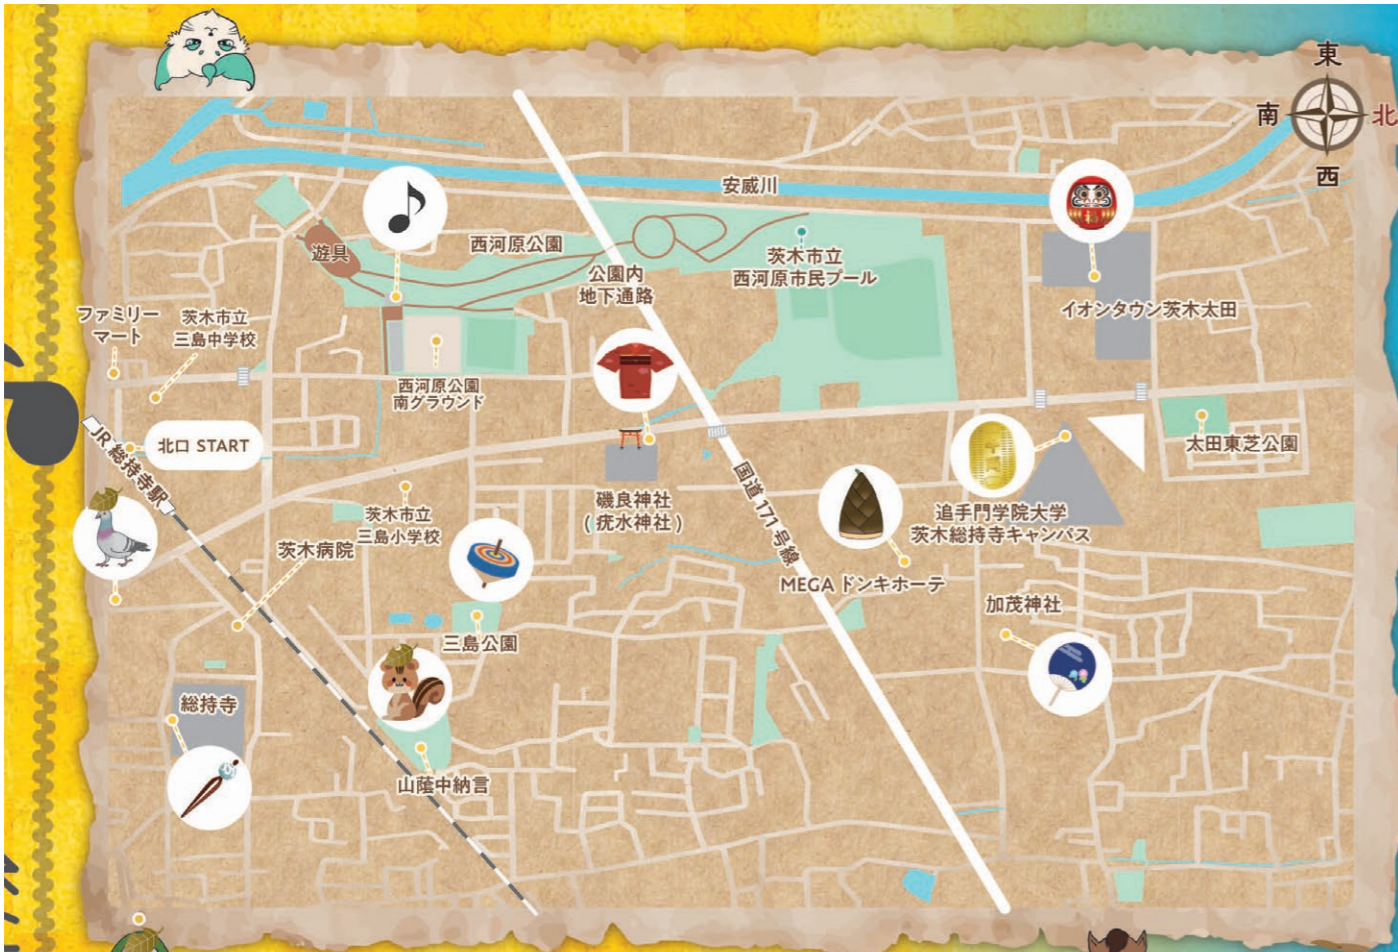 東
南
北
西
安威川
遊具
西河原公園
公園内
地下通路
茨木市立
西河原市民プール
イオンタウン茨木太田
ファミリー
マート
茨木市立
三島中学校
西河原公園
南グラウンド
北口 START
JR 総持寺駅
太田東芝公園
磯良神社
(疣水神社)
国道171号線
追手門学院大学
茨木総持寺キャンパス
茨木市立
三島小学校
茨木病院
MEGA ドンキホーテ
加茂神社
三島公園
総持寺
山蔭中納言